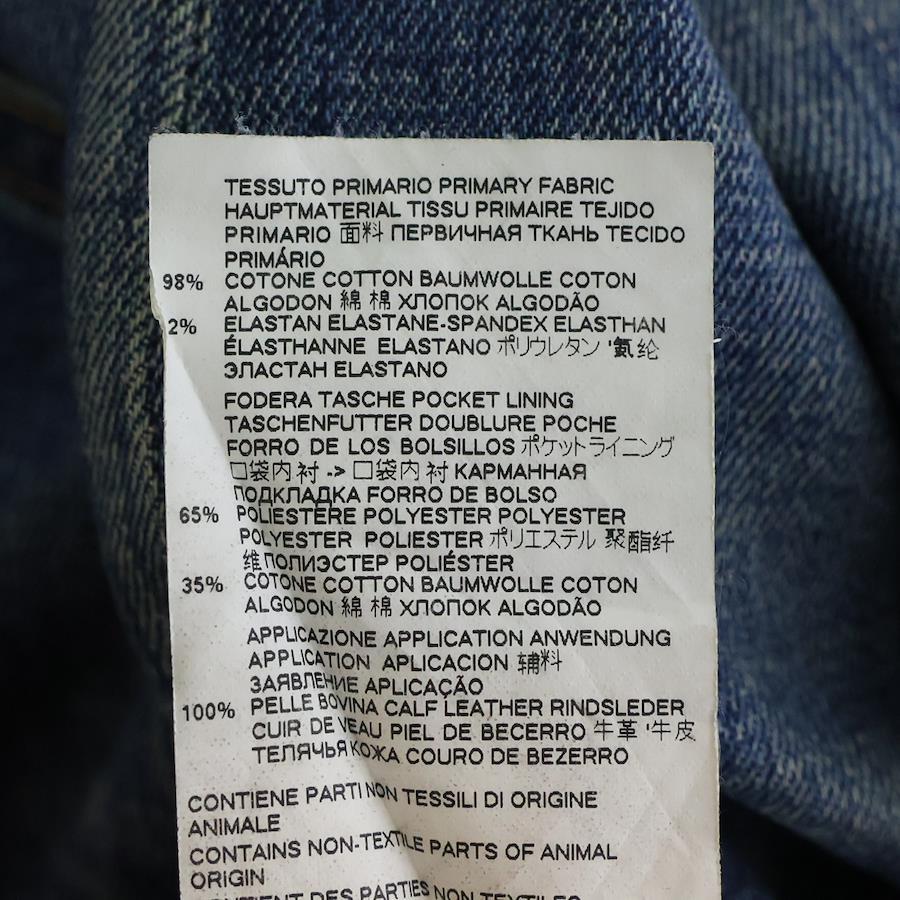 TESSUTO PRIMARIO PRIMARY FABRIC
HAUPTMATERIAL TISSU PRIMAIRE TEJIDO
PRIMARIO 面料 ПЕРВИЧНАЯ ТКАНЬ TECIDO
PRIMÁRIO
98% COTONE COTTON BAUMWOLLE COTON
ALGODON 綿 棉 ХЛОПОК ALGODÃO
2% ELASTAN ELASTANE-SPANDEX ELASTHAN
ÉLASTHANNE ELASTANO ポリウレタン '氨纶
ЭЛАСТАН ELASTANO
FODERA TASCHE POCKET LINING
TASCHENFUTTER DOUBLURE POCHE
FORRO DE LOS BOLSILLOS ポケットライニング
口袋内衬 -> 口袋内衬 КАРМАННАЯ
ПОДКЛАДКА FORRO DE BOLSO
65% POLIESTERE POLYESTER POLYESTER
POLYESTER POLIESTER ポリエステル 聚酯纤
维 ПОЛИЭСТЕР POLIÉSTER
35% COTONE COTTON BAUMWOLLE COTON
ALGODON 綿 棉 ХЛОПОК ALGODÃO
APPLICAZIONE APPLICATION ANWENDUNG
APPLICATION APLICACION 辅料
ЗАЯВЛЕНИЕ APLICAÇÃO
100% PELLE BOVINA CALF LEATHER RINDSLEDER
CUIR DE VEAU PIEL DE BECERRO 牛革 '牛皮
ТЕЛЯЧЬЯ КОЖА COURO DE BEZERRO
CONTIENE PARTI NON TESSILI DI ORIGINE
ANIMALE
CONTAINS NON-TEXTILE PARTS OF ANIMAL
ORIGIN
CONTIENT DES PARTIES NON TEXTILES